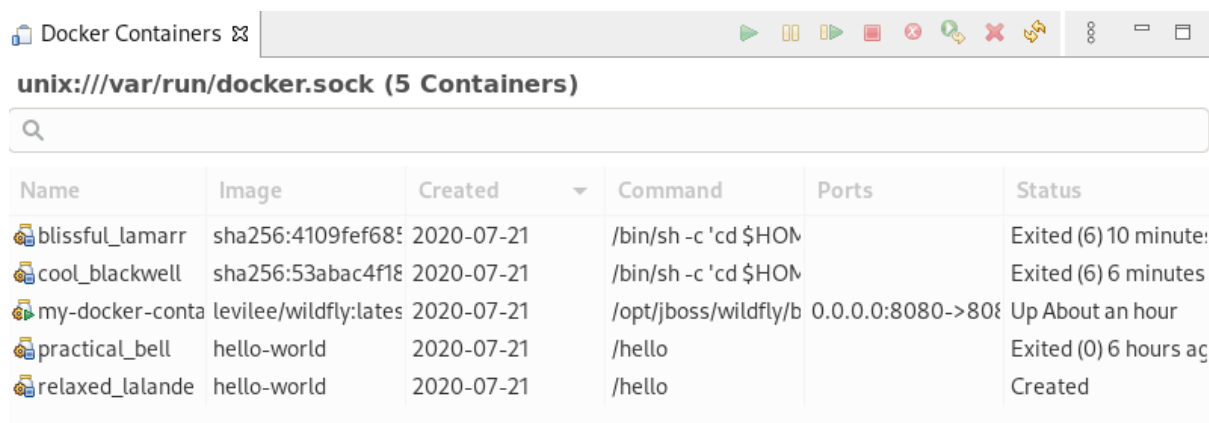 Docker Containers
unix:///var/run/docker.sock (5 Containers)
Name Image Created Command Ports Status
blissful_lamarr sha256:4109fef685 2020-07-21 /bin/sh -c 'cd $HOM Exited (6) 10 minutes
cool_blackwell sha256:53abac4f18 2020-07-21 /bin/sh -c 'cd $HOM Exited (6) 6 minutes
my-docker-conta levilee/wildfly:lates 2020-07-21 /opt/jboss/wildfly/b 0.0.0.0:8080->808 Up About an hour
practical_bell hello-world 2020-07-21 /hello Exited (0) 6 hours ag
relaxed_lalande hello-world 2020-07-21 /hello Created